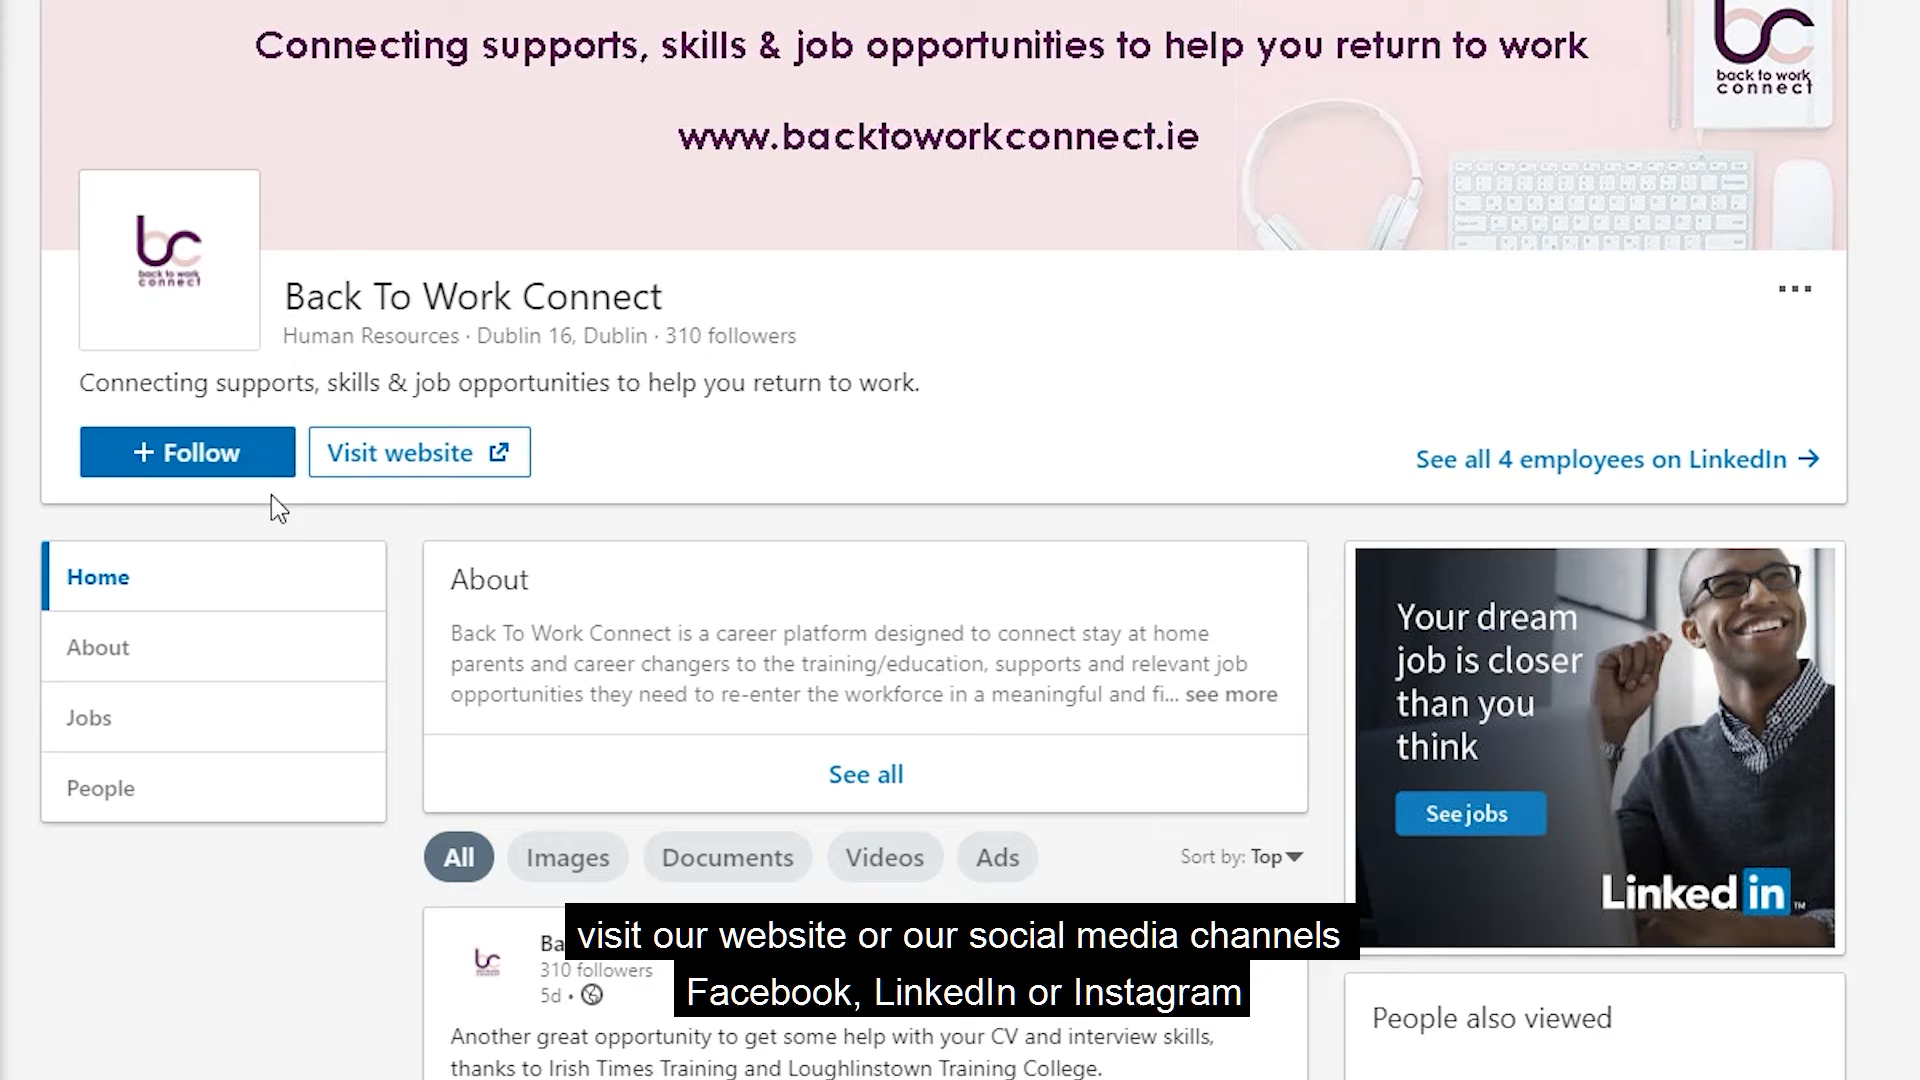 Connecting supports, skills & job opportunities to help you return to work
www.backtoworkconnect.ie
bc
back to work
connect
bc
back to work
connect
Back To Work Connect
Human Resources · Dublin 16, Dublin · 310 followers
Connecting supports, skills & job opportunities to help you return to work.
+ Follow
Visit website
See all 4 employees on LinkedIn →
Home
About
Jobs
People
About
Back To Work Connect is a career platform designed to connect stay at home
parents and career changers to the training/education, supports and relevant job
opportunities they need to re-enter the workforce in a meaningful and fi... see more
See all
All
Images
Documents
Videos
Ads
Sort by: Top
bc
Ba
310 followers
5d •
Another great opportunity to get some help with your CV and interview skills,
thanks to Irish Times Training and Loughlinstown Training College.
Your dream
job is closer
than you
think
See jobs
Linked in
People also viewed
visit our website or our social media channels
Facebook, LinkedIn or Instagram